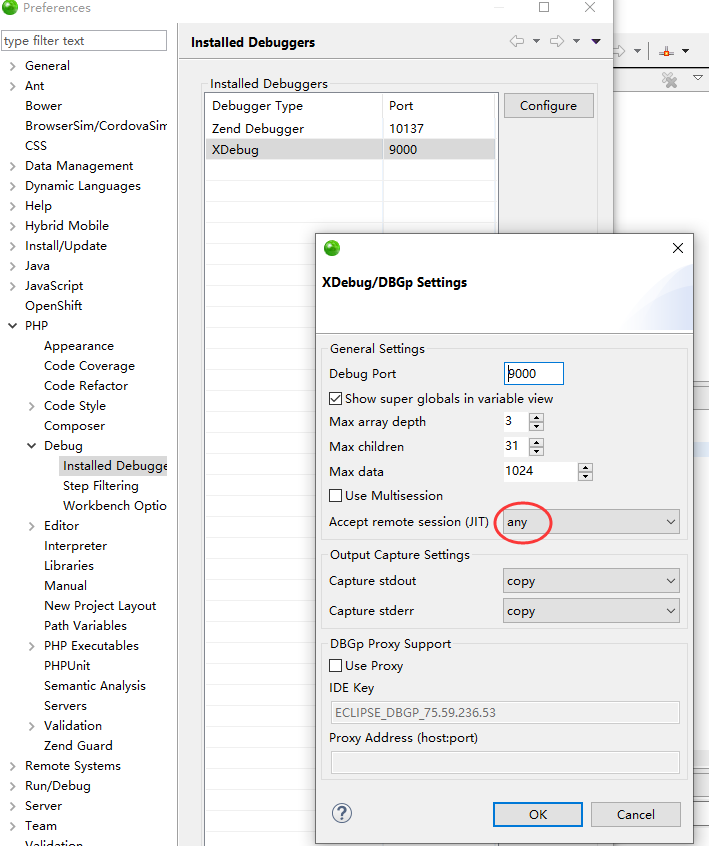 Preferences
type filter text
General
Ant
Bower
BrowserSim/CordovaSim
CSS
Data Management
Dynamic Languages
Help
Hybrid Mobile
Install/Update
Java
JavaScript
OpenShift
PHP
Appearance
Code Coverage
Code Refactor
Code Style
Composer
Debug
Installed Debugge
Step Filtering
Workbench Optio
Editor
Interpreter
Libraries
Manual
New Project Layout
Path Variables
PHP Executables
PHPUnit
Semantic Analysis
Servers
Validation
Zend Guard
Remote Systems
Run/Debug
Server
Team
Validation
Installed Debuggers
Installed Debuggers
Debugger Type Port
Zend Debugger 10137
XDebug 9000
Configure
XDebug/DBGp Settings
General Settings
Debug Port 9000
Show super globals in variable view
Max array depth 3
Max children 31
Max data 1024
Use Multisession
Accept remote session (JIT) any
Output Capture Settings
Capture stdout copy
Capture stderr copy
DBGp Proxy Support
Use Proxy
IDE Key
ECLIPSE_DBGP_75.59.236.53
Proxy Address (host:port)
OK Cancel